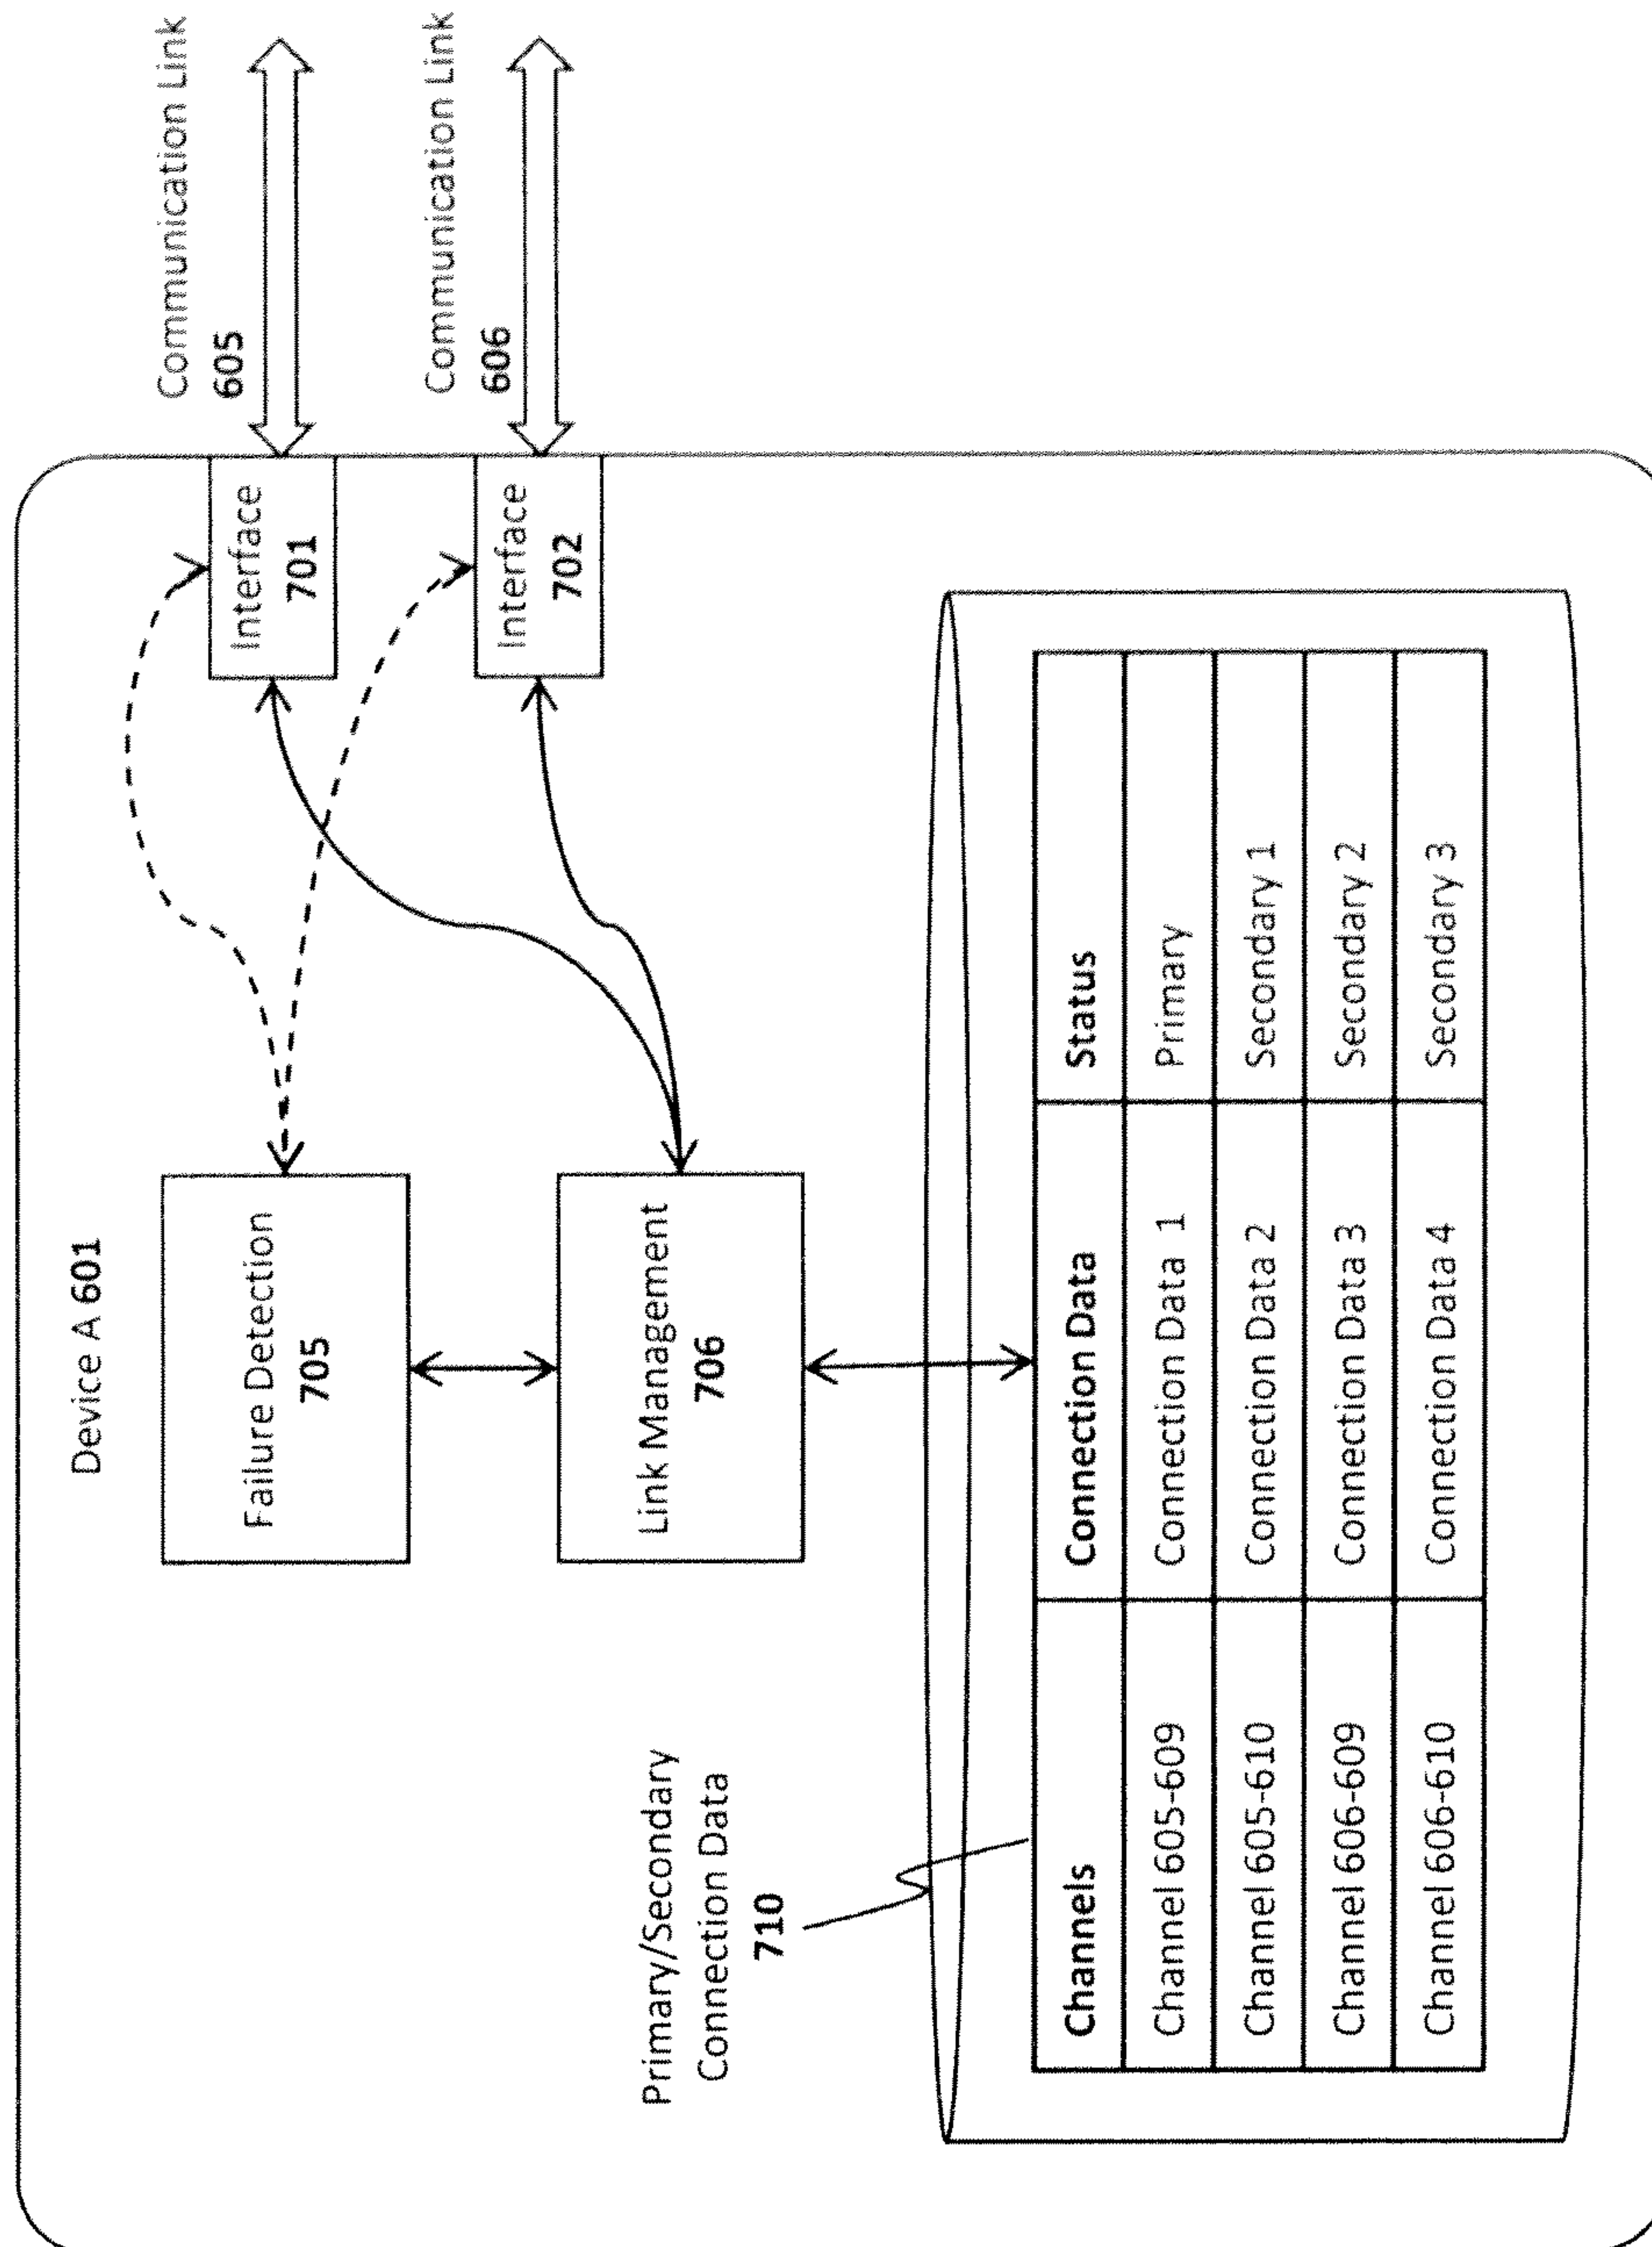 Device A 601
Communication Link
605
Communication Link
606
Failure Detection
705
Interface
701
Link Management
706
Interface
702
Primary/Secondary
Connection Data
710
Channels Connection Data Status
Channel 605-609 Connection Data 1 Primary
Channel 605-610 Connection Data 2 Secondary 1
Channel 606-609 Connection Data 3 Secondary 2
Channel 606-610 Connection Data 4 Secondary 3